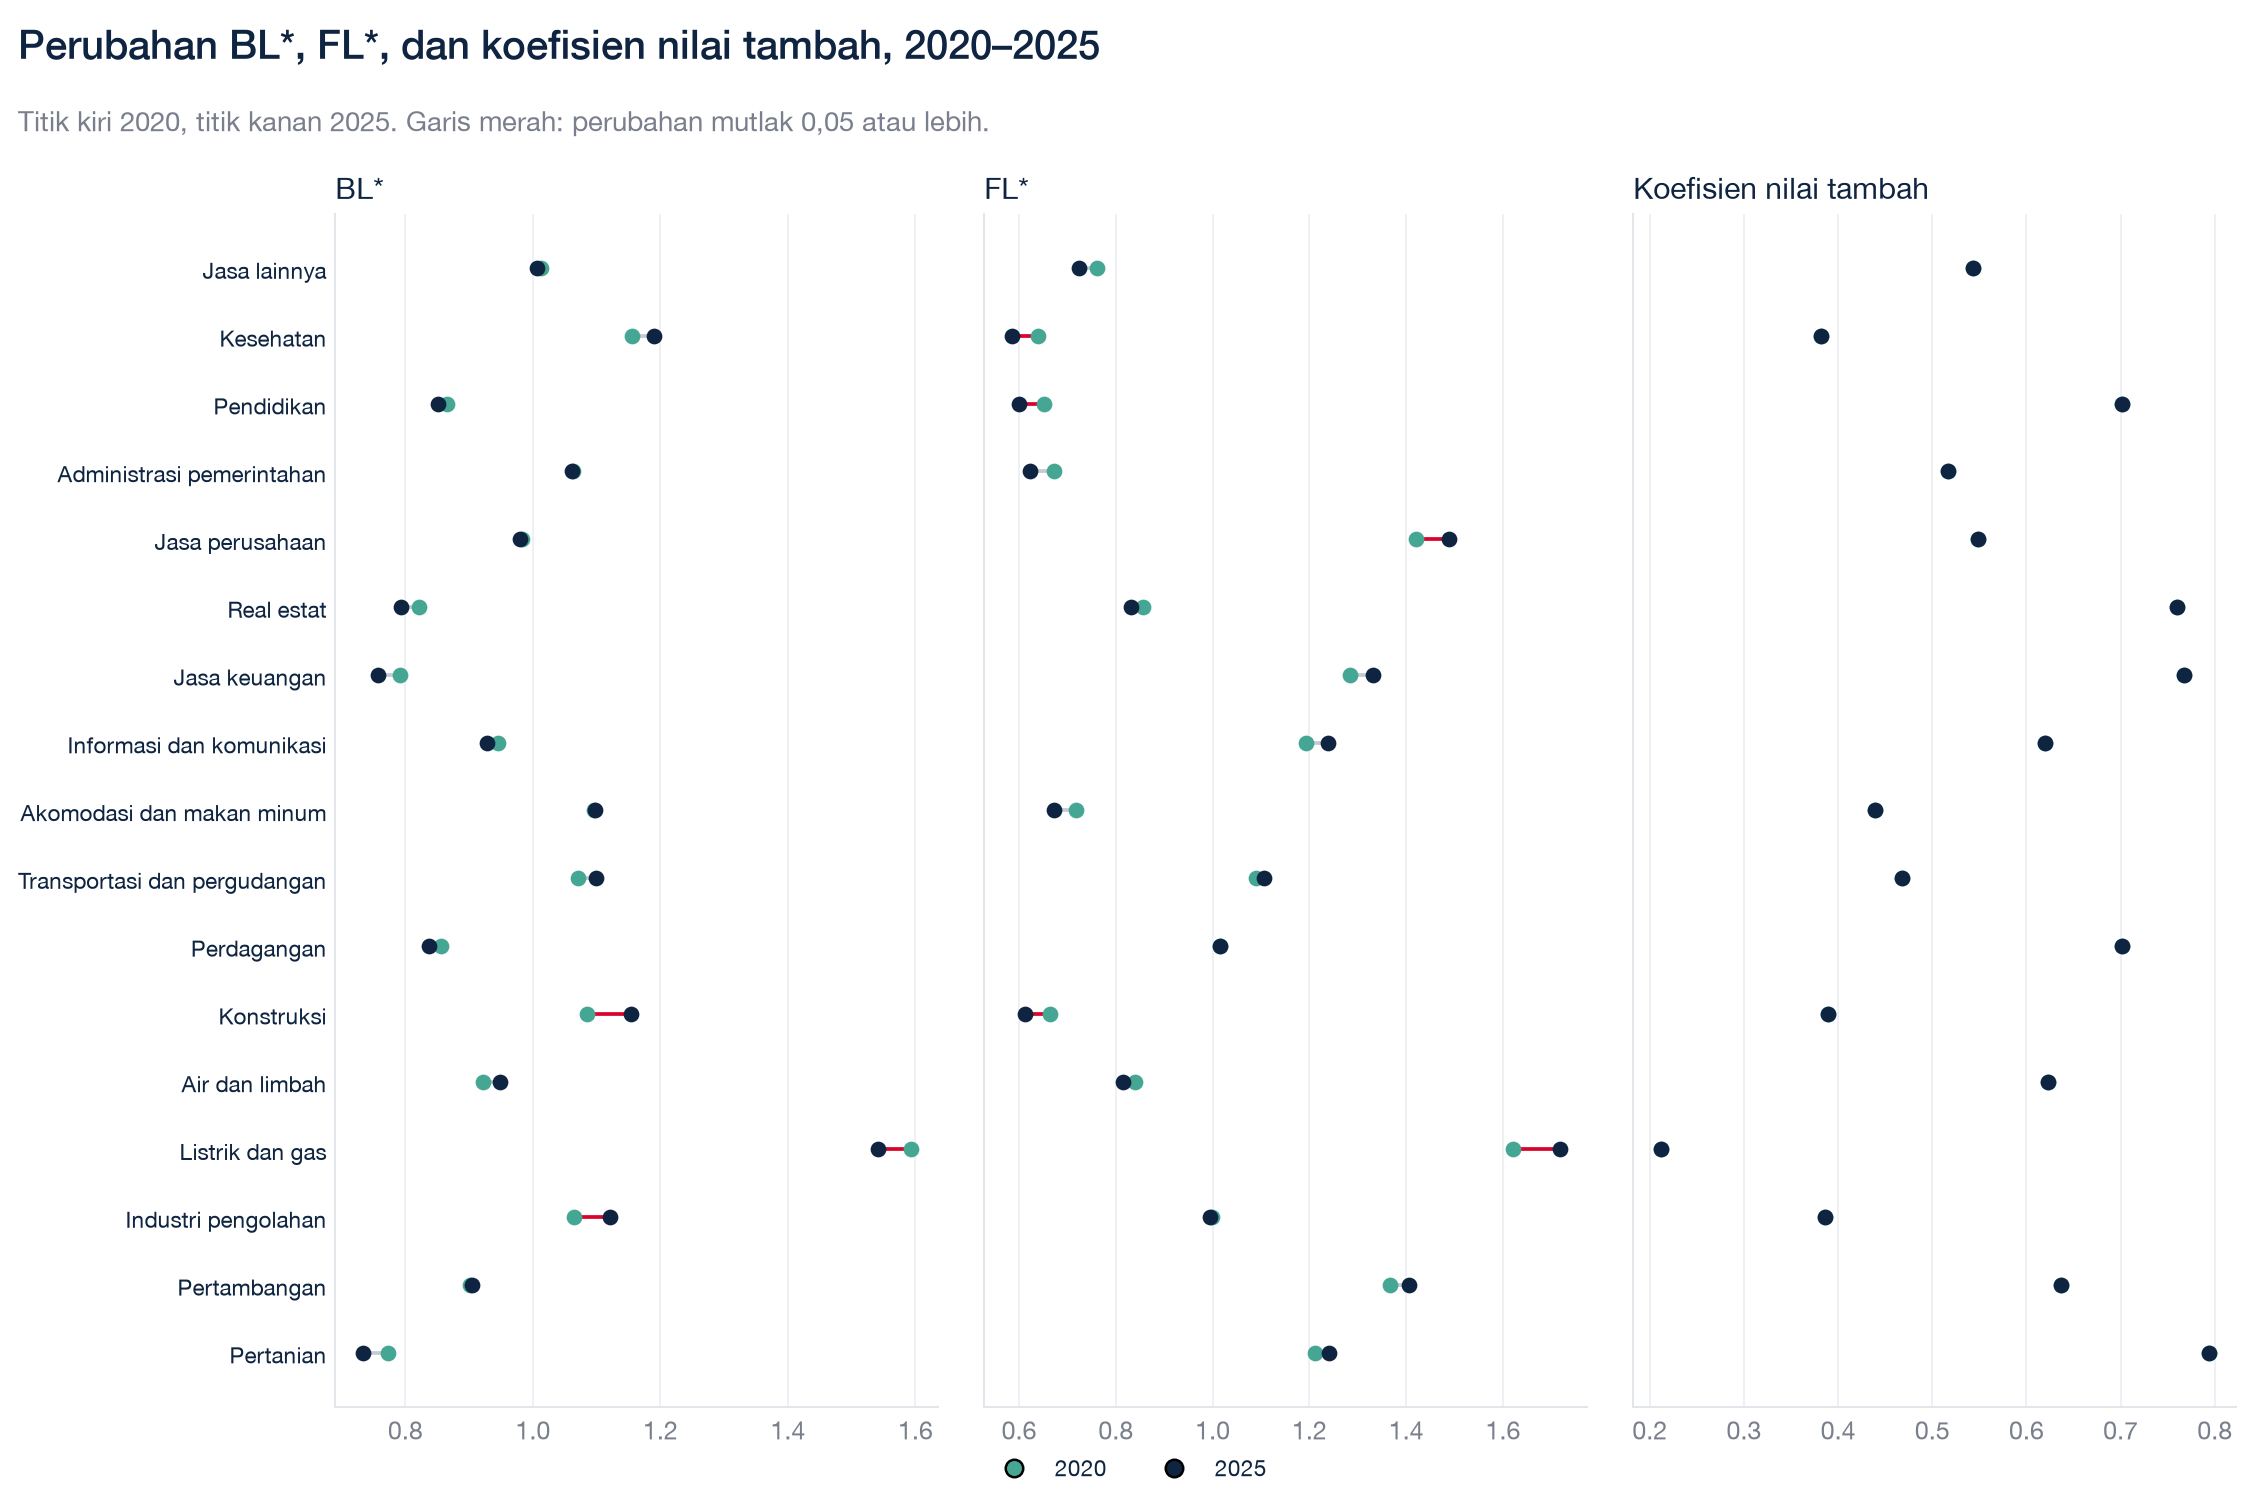 Perubahan BL*, FL*, dan koefisien nilai tambah, 2020–2025
Titik kiri 2020, titik kanan 2025. Garis merah: perubahan mutlak 0,05 atau lebih.
BL*
FL*
Koefisien nilai tambah
Jasa lainnya
Kesehatan
Pendidikan
Administrasi pemerintahan
Jasa perusahaan
Real estat
Jasa keuangan
Informasi dan komunikasi
Akomodasi dan makan minum
Transportasi dan pergudangan
Perdagangan
Konstruksi
Air dan limbah
Listrik dan gas
Industri pengolahan
Pertambangan
Pertanian
0.8 1.0 1.2 1.4 1.6
0.6 0.8 1.0 1.2 1.4 1.6
0.2 0.3 0.4 0.5 0.6 0.7 0.8
2020 2025